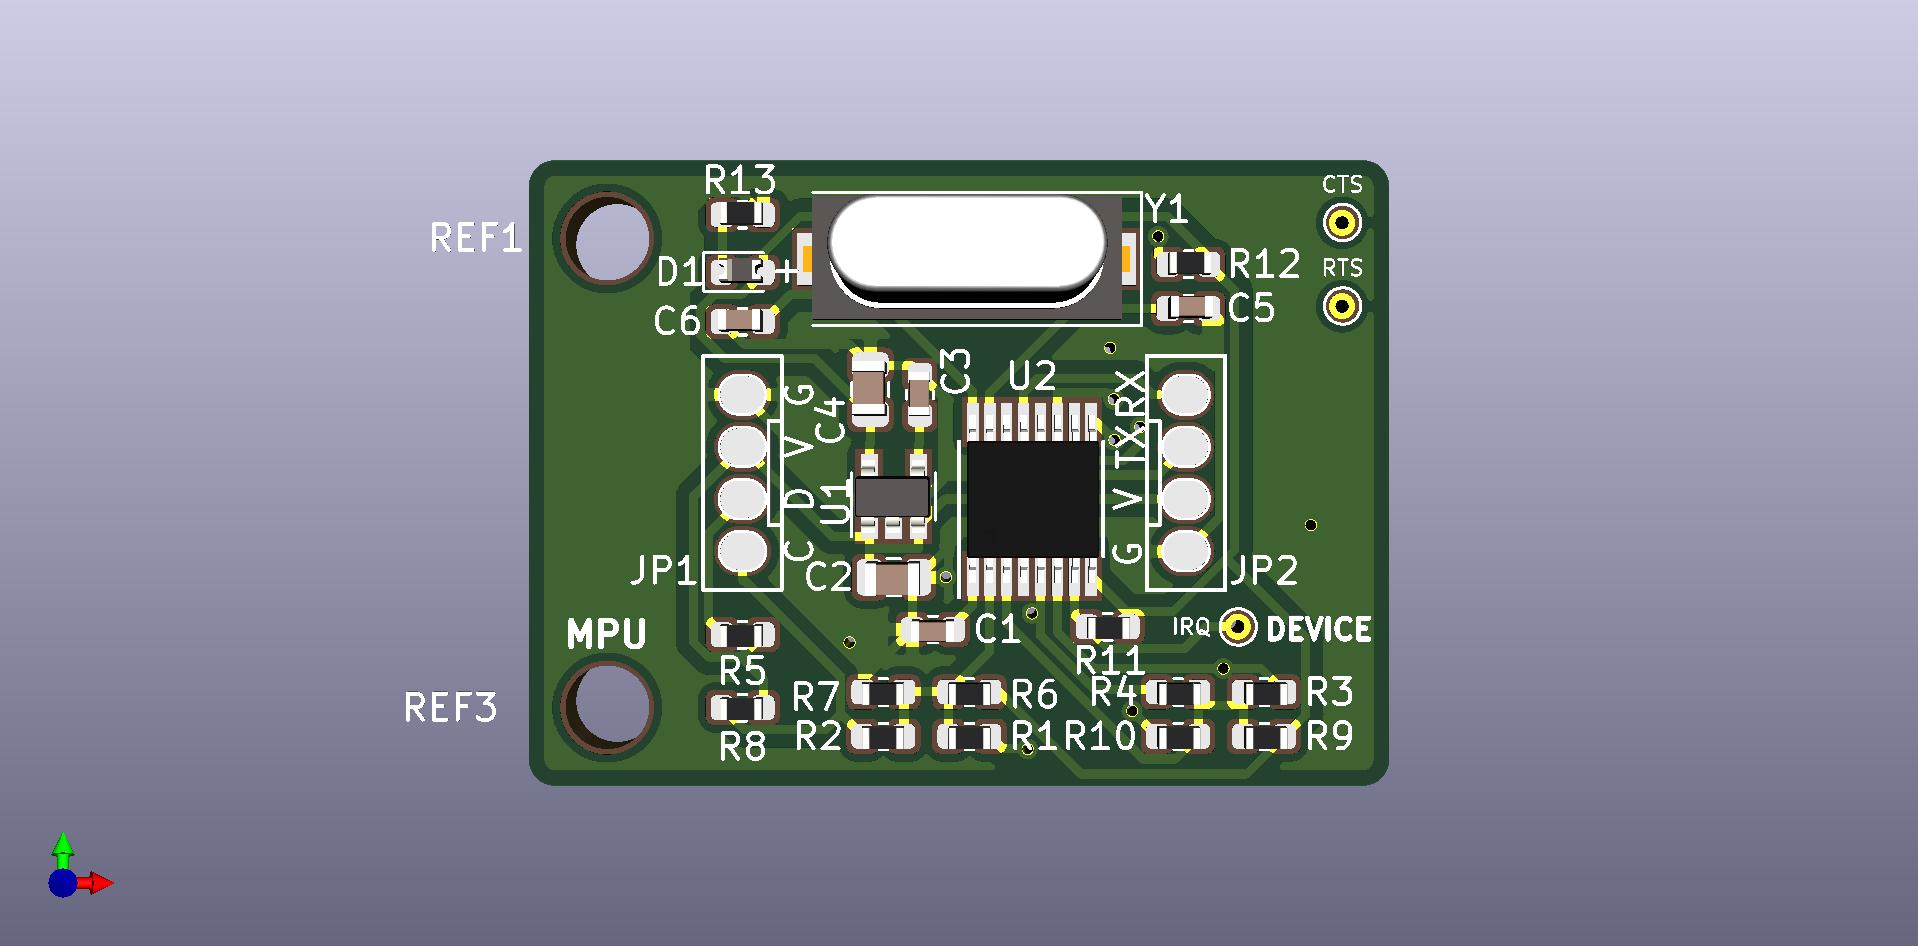 R13
CTS
Y1
REF1
R12
RTS
D1
+
C6
C5
C3
U2
G
RX
C4
V
TX
D
U1
V
C
G
JP1
C2
JP2
MPU
C1
IRQ
DEVICE
R5
R11
R7
R6
R4
R3
REF3
R8
R2
R1
R10
R9